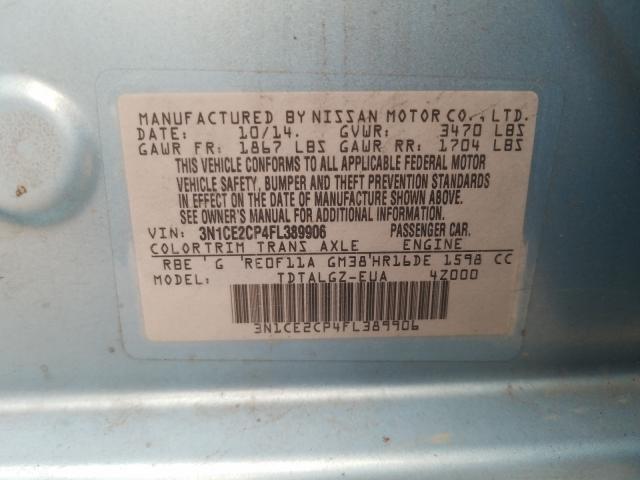 MANUFACTURED BY NISSAN MOTOR CO., LTD.
DATE: 10/14. GVWR: 3470 LBS
GAWR FR: 1867 LBS GAWR RR: 1704 LBS
THIS VEHICLE CONFORMS TO ALL APPLICABLE FEDERAL MOTOR
VEHICLE SAFETY, BUMPER AND THEFT PREVENTION STANDARDS
IN EFFECT ON THE DATE OF MANUFACTURE SHOWN ABOVE.
SEE OWNER'S MANUAL FOR ADDITIONAL INFORMATION.
VIN: 3N1CE2CP4FL389906 PASSENGER CAR.
COLOR TRIM TRANS AXLE ENGINE
RBE ' G 'RE0F11A GM38'HR16DE 1598 CC
MODEL: TDTALGZ-EUA 4Z000
3N1CE2CP4FL389906